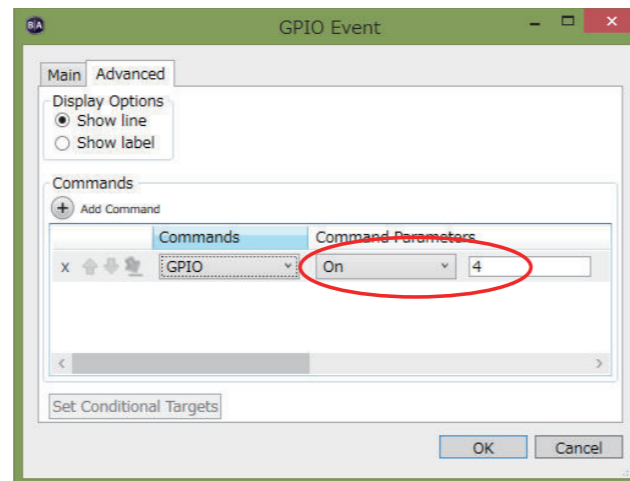 BA GPIO Event
Main Advanced
Display Options
Show line
Show label
Commands
Add Command
Commands Command Parameters
x GPIO On 4
Set Conditional Targets
OK Cancel